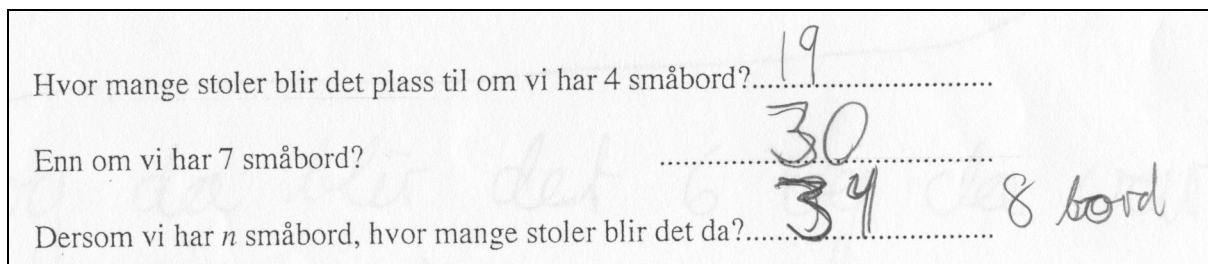 Hvor mange stoler blir det plass til om vi har 4 småbord?........19........
Enn om vi har 7 småbord? ........30........
Dersom vi har n småbord, hvor mange stoler blir det da?........34........ 8 bord